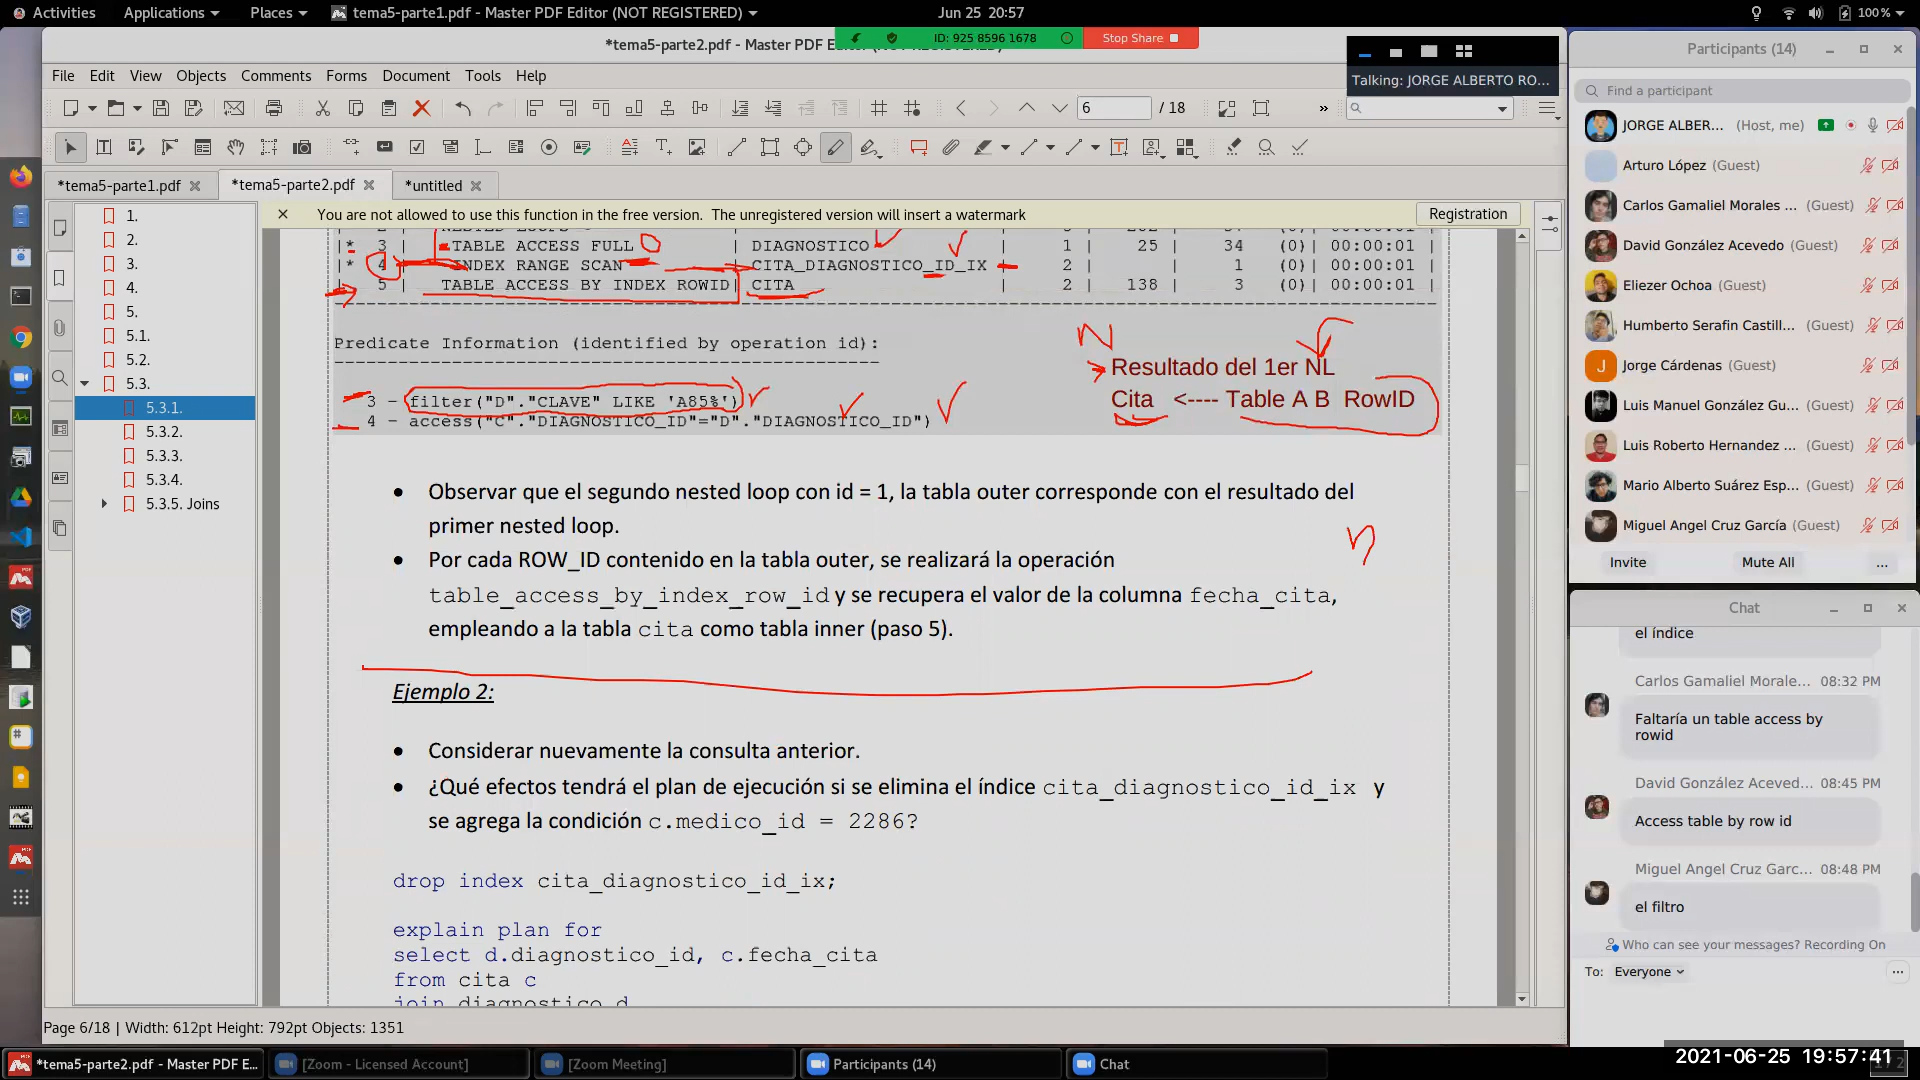 Activities
Applications
Places
tema5-parte1.pdf - Master PDF Editor (NOT REGISTERED)
Jun 25 20:57
100%
*tema5-parte2.pdf - Master PDF
ID: 925 8596 1678
Stop Share
File Edit View Objects Comments Forms Document Tools Help
Talking: JORGE ALBERTO RO...
6 / 18
*tema5-parte1.pdf
*tema5-parte2.pdf
*untitled
You are not allowed to use this function in the free version. The unregistered version will insert a watermark
Registration
1.
2.
3.
4.
5.
5.1.
5.2.
5.3.
5.3.1.
5.3.2.
5.3.3.
5.3.4.
5.3.5. Joins
|* 3 | TABLE ACCESS FULL | DIAGNOSTICO | 1 | 25 | 34 (0)| 00:00:01 |
|* 4 | INDEX RANGE SCAN | CITA_DIAGNOSTICO_ID_IX | 2 | | 1 (0)| 00:00:01 |
| 5 | TABLE ACCESS BY INDEX ROWID| CITA | 2 | 138 | 3 (0)| 00:00:01 |
Predicate Information (identified by operation id):
3 - filter("D"."CLAVE" LIKE 'A85%')
4 - access("C"."DIAGNOSTICO_ID"="D"."DIAGNOSTICO_ID")
N
Resultado del 1er NL
Cita <---- Table A B RowID
• Observar que el segundo nested loop con id = 1, la tabla outer corresponde con el resultado del
primer nested loop.
• Por cada ROW_ID contenido en la tabla outer, se realizará la operación
table_access_by_index_row_id y se recupera el valor de la columna fecha_cita,
empleando a la tabla cita como tabla inner (paso 5).
n
Ejemplo 2:
• Considerar nuevamente la consulta anterior.
• ¿Qué efectos tendrá el plan de ejecución si se elimina el índice cita_diagnostico_id_ix y
se agrega la condición c.medico_id = 2286?
drop index cita_diagnostico_id_ix;
explain plan for
select d.diagnostico_id, c.fecha_cita
from cita c
join diagnostico d
Page 6/18 | Width: 612pt Height: 792pt Objects: 1351
Participants (14)
Find a participant
JORGE ALBER... (Host, me)
Arturo López (Guest)
Carlos Gamaliel Morales ... (Guest)
David González Acevedo (Guest)
Eliezer Ochoa (Guest)
Humberto Serafin Castill... (Guest)
J
Jorge Cárdenas (Guest)
Luis Manuel González Gu... (Guest)
Luis Roberto Hernandez ... (Guest)
Mario Alberto Suárez Esp... (Guest)
Miguel Angel Cruz García (Guest)
Invite
Mute All
...
Chat
el índice
Carlos Gamaliel Morale... 08:32 PM
Faltaría un table access by
rowid
David González Aceved... 08:45 PM
Access table by row id
Miguel Angel Cruz Garc... 08:48 PM
el filtro
Who can see your messages? Recording On
To: Everyone
*tema5-parte2.pdf - Master PDF E...
[Zoom - Licensed Account]
[Zoom Meeting]
Participants (14)
Chat
2021-06-25 19:57:41